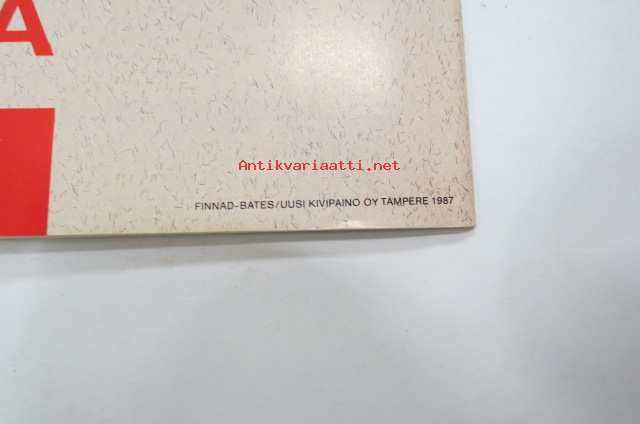 A
Antikvariaatti.net
FINNAD-BATES/UUSI KIVIPAINO OY TAMPERE 1987